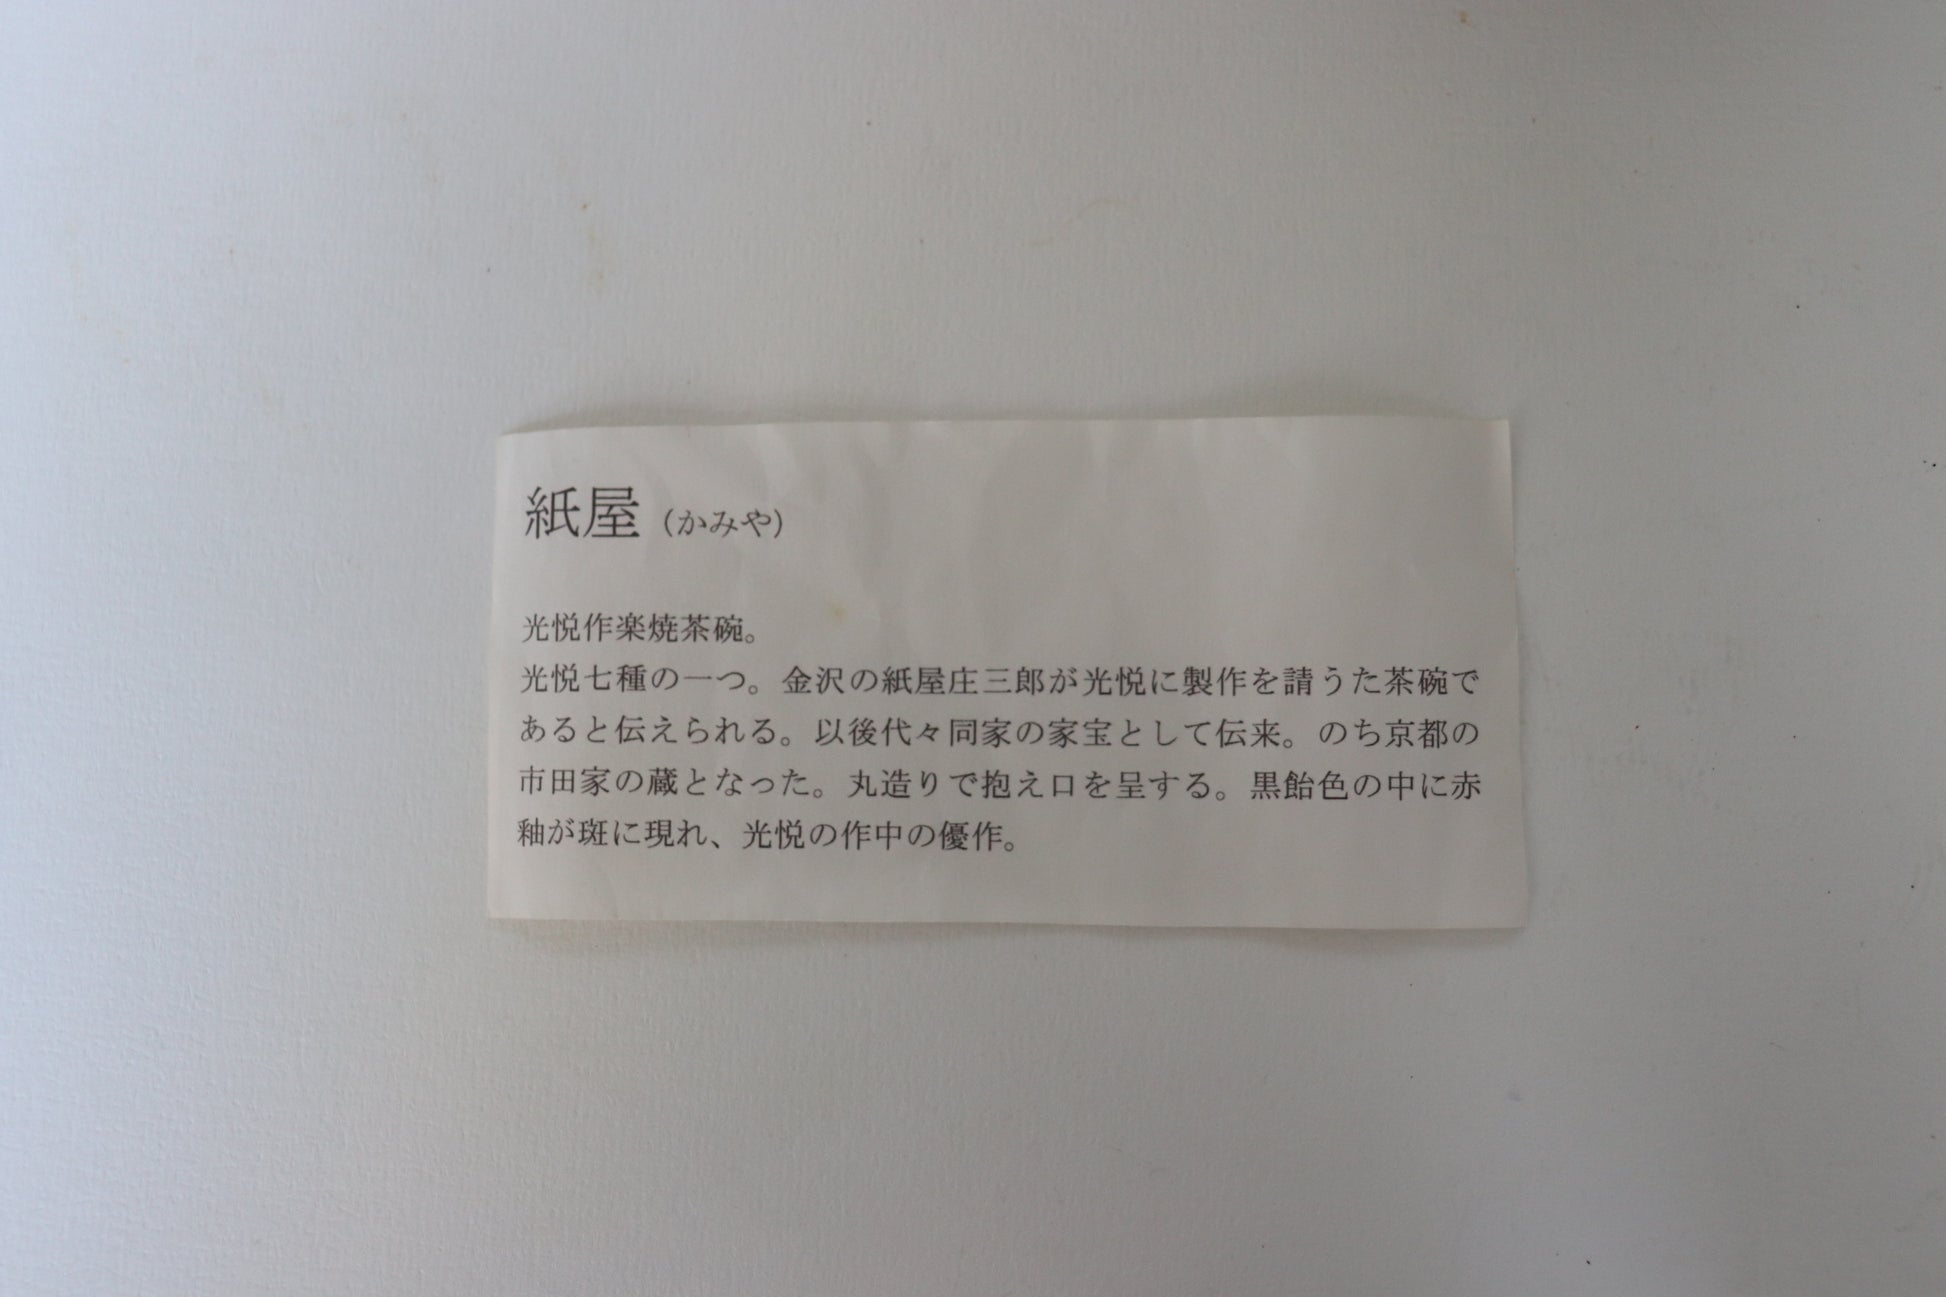 紙屋（かみや）
光悦作楽焼茶碗。
光悦七種の一つ。金沢の紙屋庄三郎が光悦に製作を請うた茶碗で
あると伝えられる。以後代々同家の家宝として伝来。のち京都の
市田家の蔵となった。丸造りで抱え口を呈する。黒飴色の中に赤
釉が斑に現れ、光悦の作中の優作。